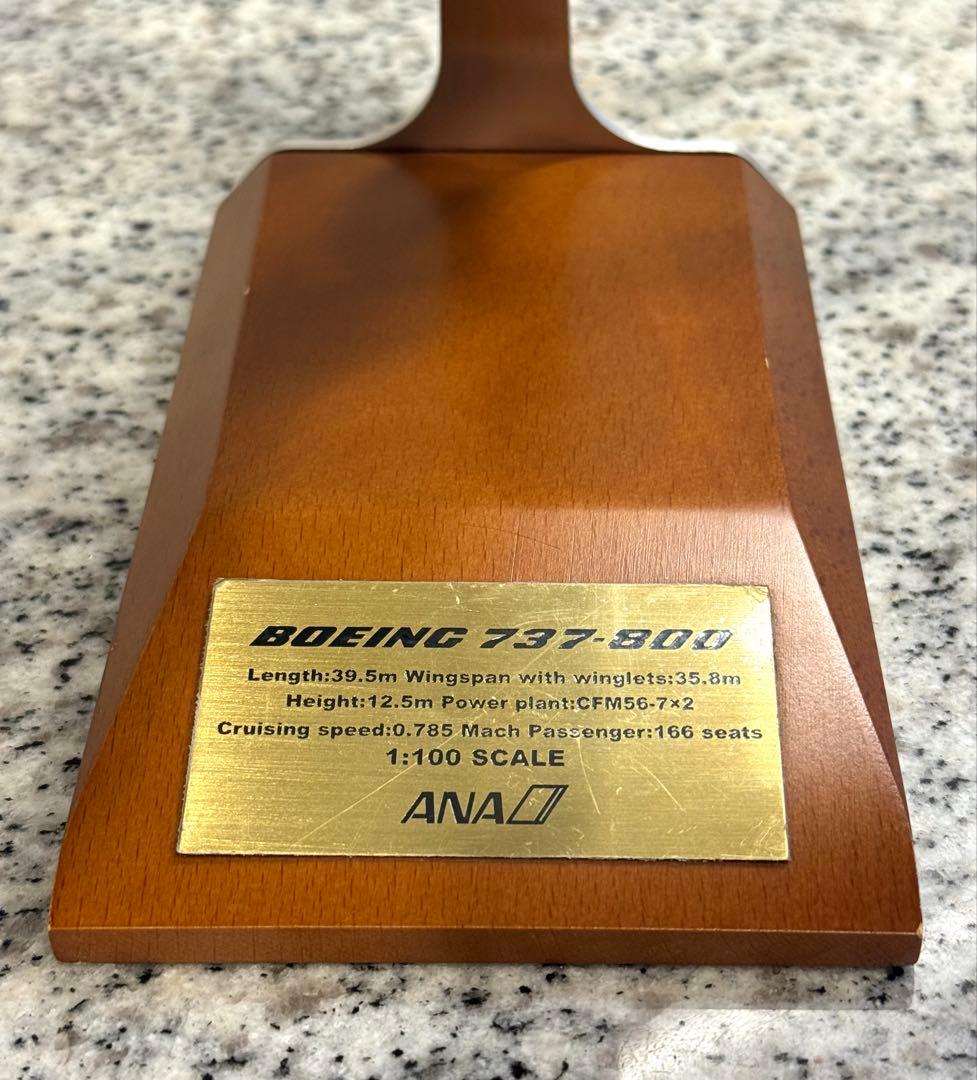 BOEING 737-800
Length:39.5m Wingspan with winglets:35.8m
Height:12.5m Power plant:CFM56-7×2
Cruising speed:0.785 Mach Passenger:166 seats
1:100 SCALE
ANA